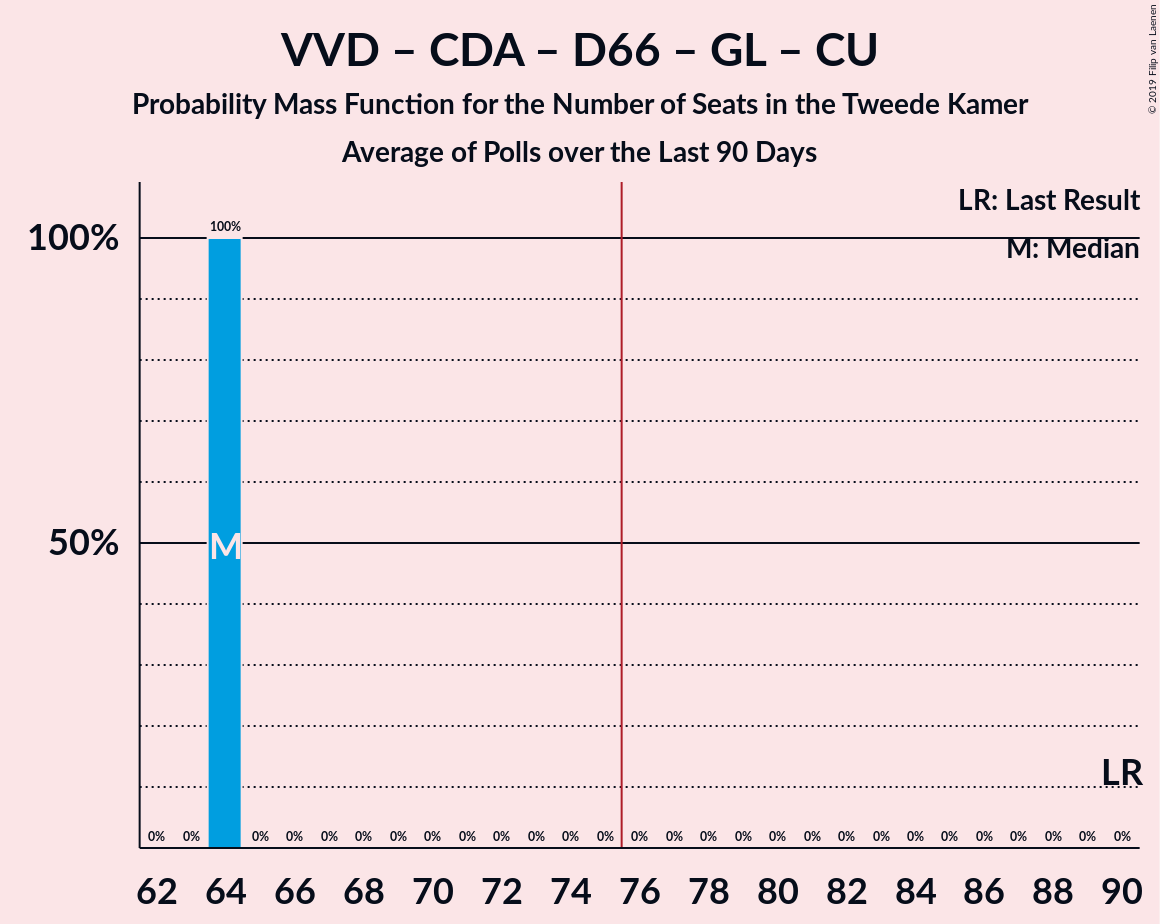 VVD – CDA – D66 – GL – CU
Probability Mass Function for the Number of Seats in the Tweede Kamer
Average of Polls over the Last 90 Days
© 2019 Filip van Laenen
LR: Last Result
M: Median
100%
100%
50%
M
LR
0% 0% 0% 0% 0% 0% 0% 0% 0% 0% 0% 0% 0% 0% 0% 0% 0% 0% 0% 0% 0% 0% 0% 0% 0% 0% 0% 0%
62 64 66 68 70 72 74 76 78 80 82 84 86 88 90